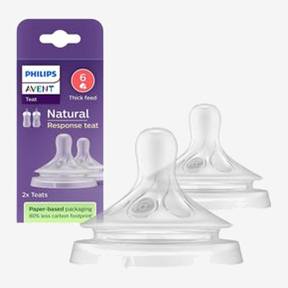 PHILIPS
AVENT
Teat
6
Thick feed
Natural
Response teat
2x Teats
Paper-based packaging
80% less carbon footprint*